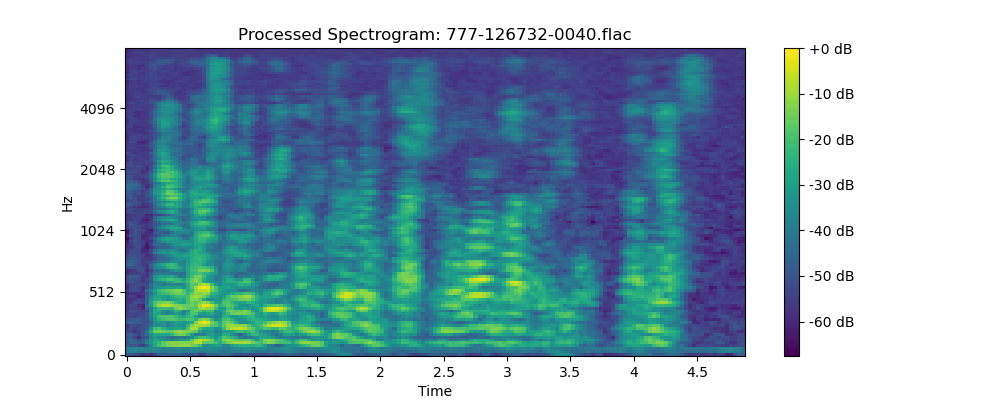 Processed Spectrogram: 777-126732-0040.flac
Hz
4096
2048
1024
512
0
0 0.5 1 1.5 2 2.5 3 3.5 4 4.5
Time
+0 dB
-10 dB
-20 dB
-30 dB
-40 dB
-50 dB
-60 dB